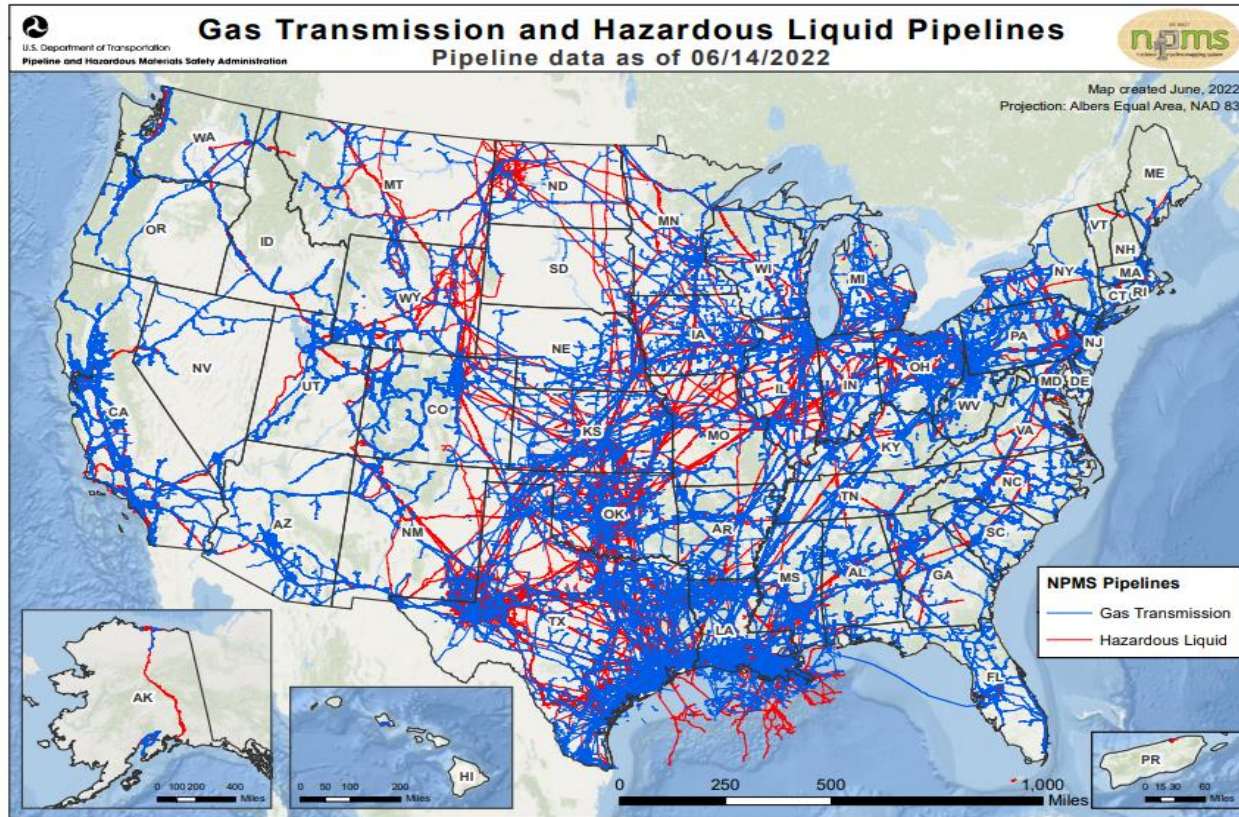 Gas Transmission and Hazardous Liquid Pipelines
Pipeline data as of 06/14/2022
U.S. Department of Transportation
Pipeline and Hazardous Materials Safety Administration
npms
Map created June, 2022
Projection: Albers Equal Area, NAD 83
WA
MT
ND
MN
ME
OR
ID
SD
WI
MI
VT
NH
NY
MA
CT
RI
WY
IA
PA
NJ
NE
NV
UT
IL
IN
OH
MD
DE
CA
CO
KS
MO
WV
VA
KY
AZ
NM
OK
AR
TN
NC
SC
MS
AL
GA
TX
LA
FL
NPMS Pipelines
Gas Transmission
Hazardous Liquid
AK
0 100 200 400
Miles
HI
0 50 100 200
Miles
0 250 500 1,000
Miles
PR
0 15 30 60
Miles